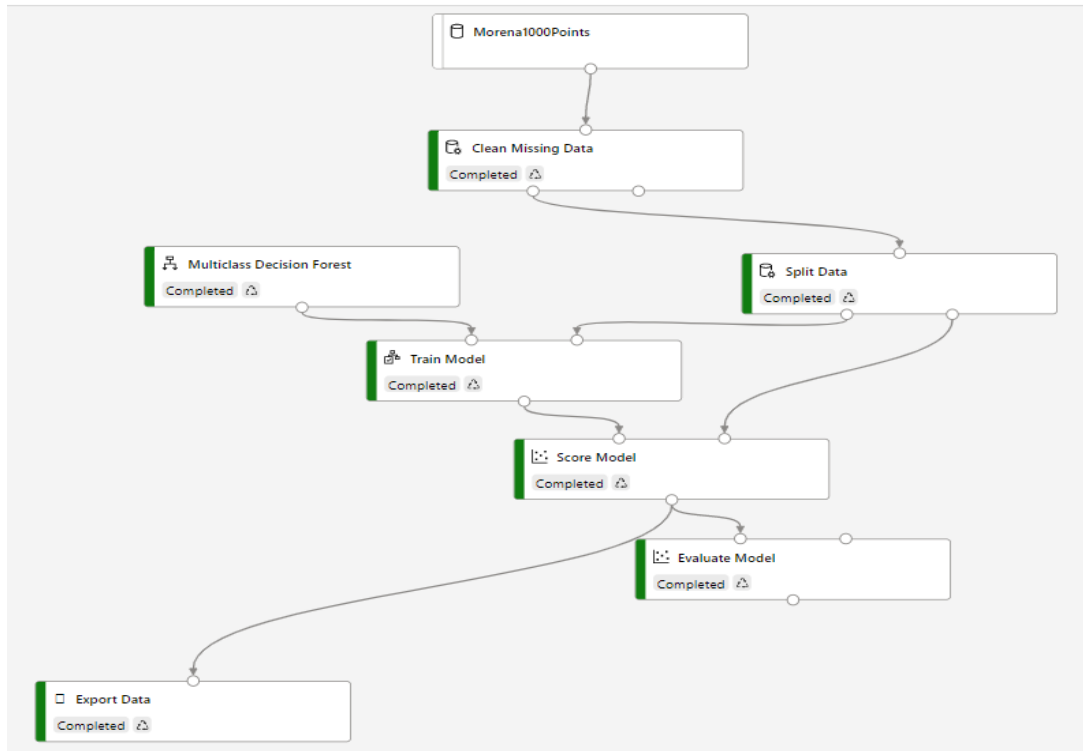 Morena1000Points
Clean Missing Data
Completed
Multiclass Decision Forest
Completed
Split Data
Completed
Train Model
Completed
Score Model
Completed
Evaluate Model
Completed
Export Data
Completed